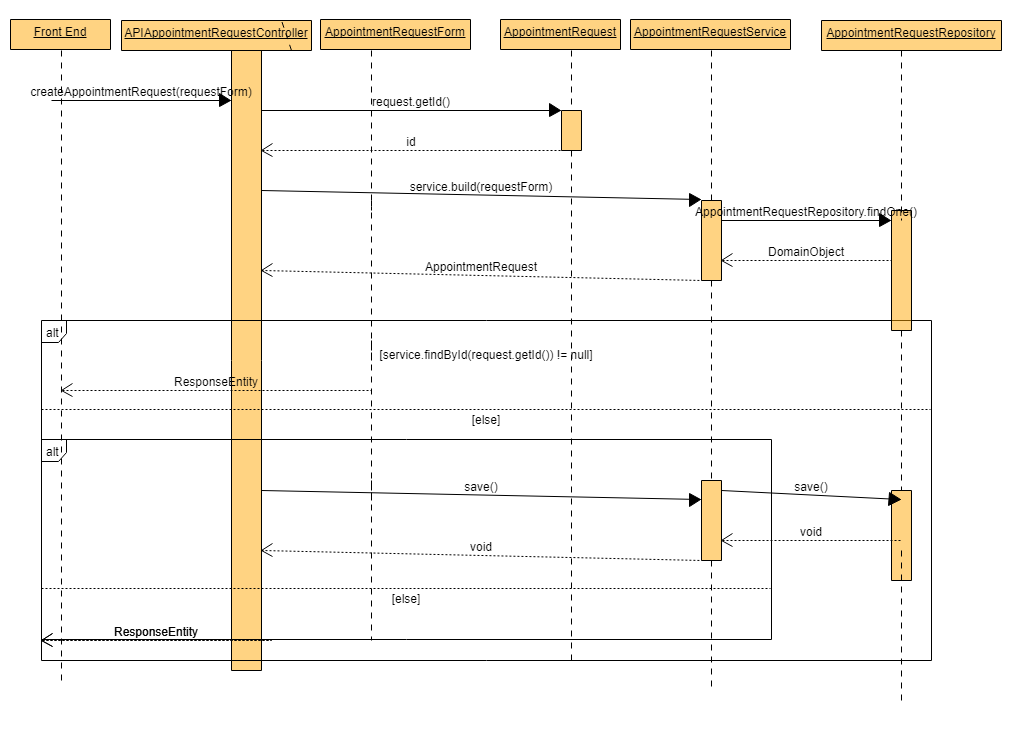 Front End
APIAppointmentRequestController
AppointmentRequestForm
AppointmentRequest
AppointmentRequestService
AppointmentRequestRepository
createAppointmentRequest(requestForm)
request.getId()
id
service.build(requestForm)
AppointmentRequestRepository.findOne()
DomainObject
AppointmentRequest
alt
[service.findById(request.getId()) != null]
ResponseEntity
[else]
alt
save()
save()
void
void
[else]
ResponseEntity